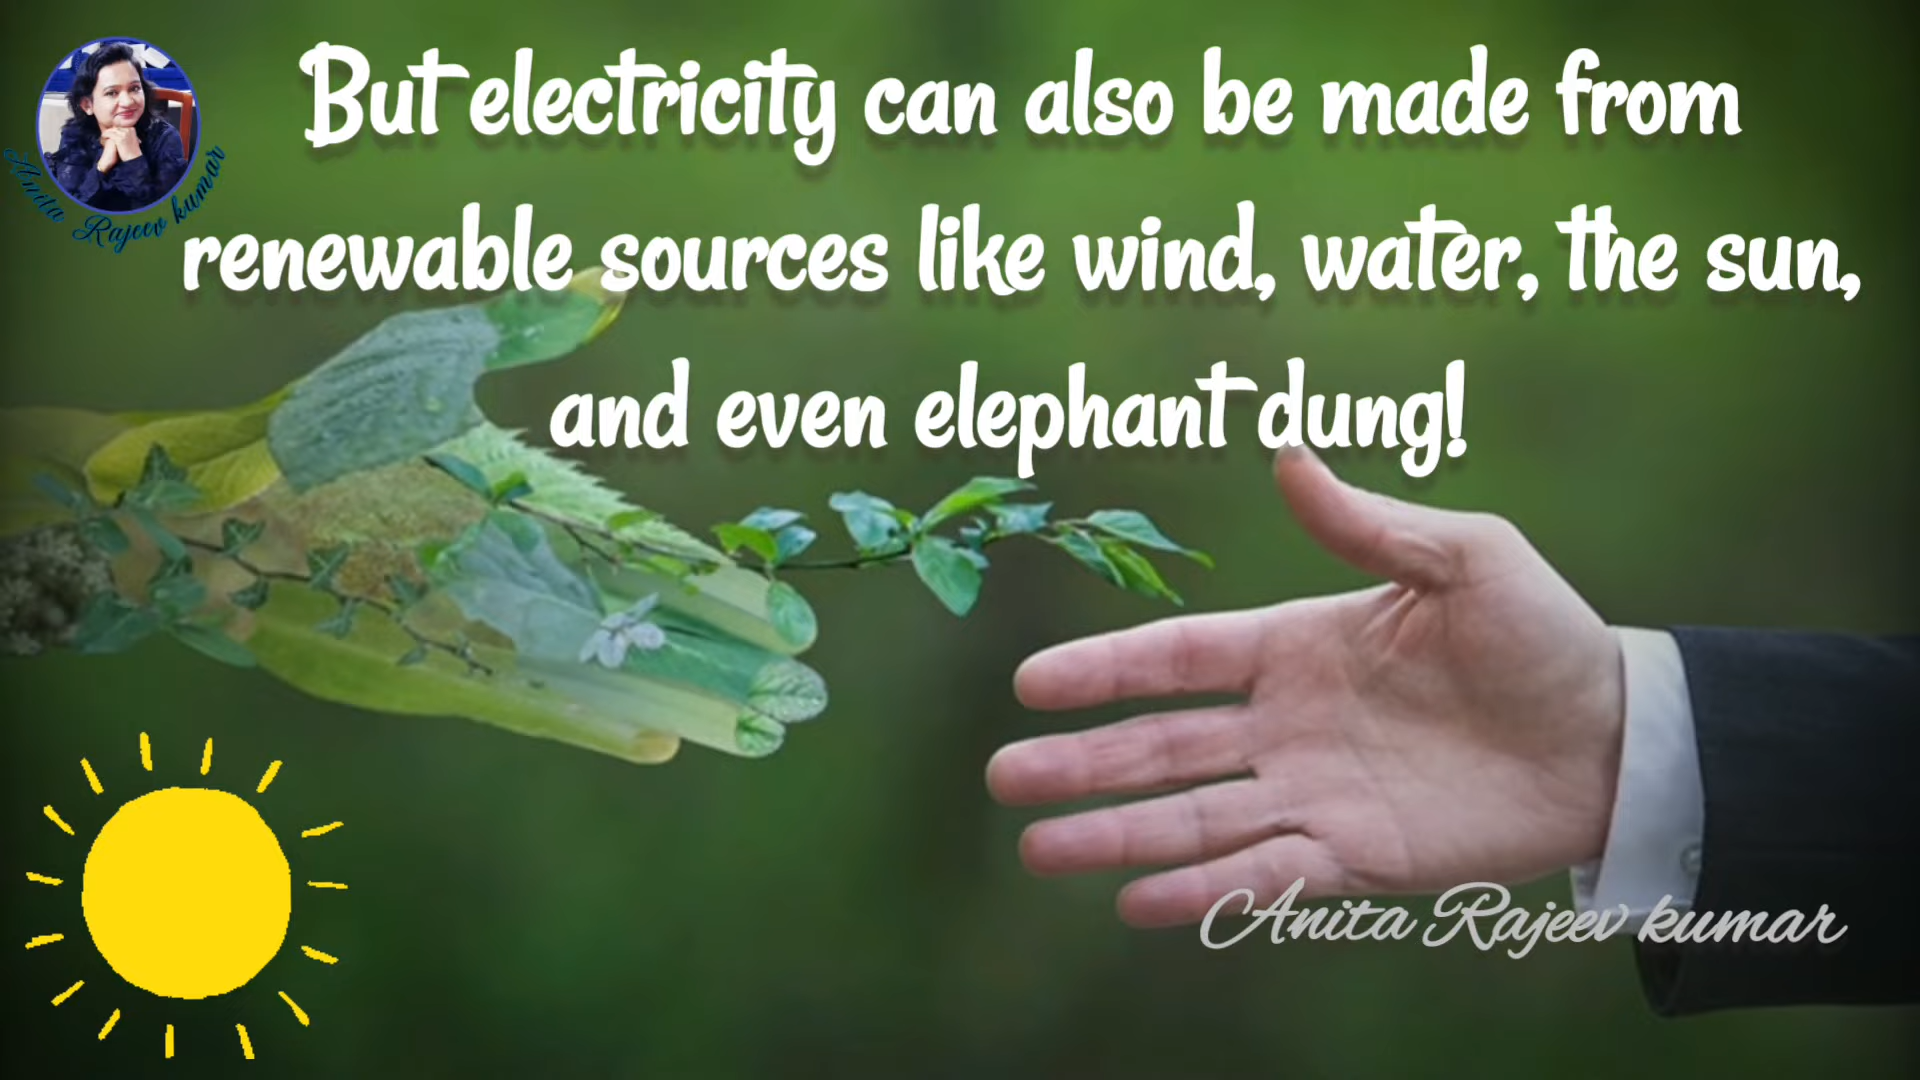 But electricity can also be made from
renewable sources like wind, water, the sun,
and even elephant dung!
Anita Rajeev kumar
Anita Rajeev kumar